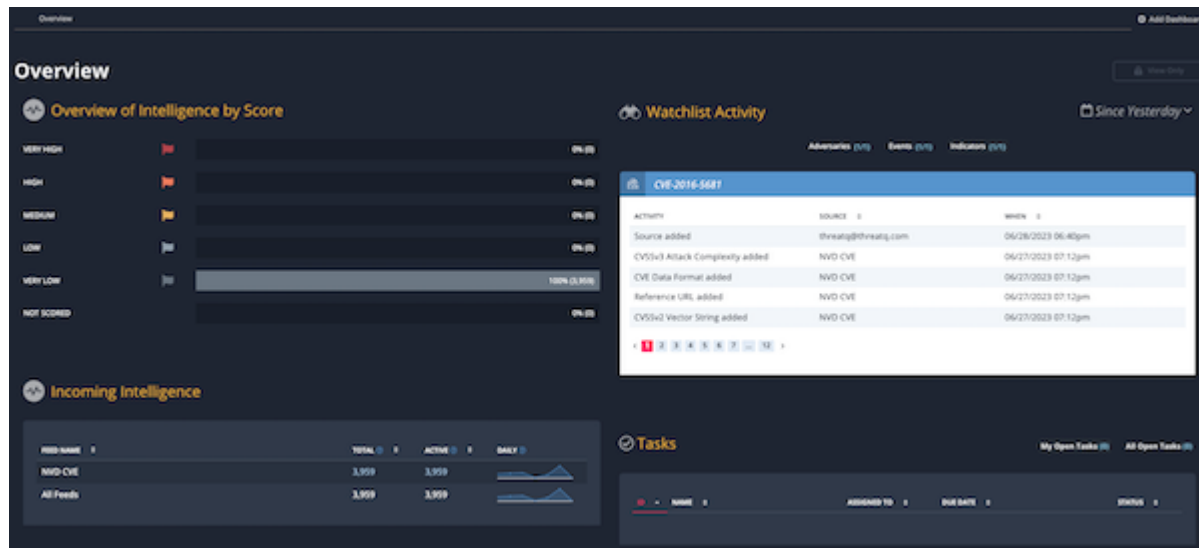 Overview
Add Dashboar
Overview
View Only
Overview of Intelligence by Score
VERY HIGH 0% (0)
HIGH 0% (0)
MEDIUM 0% (0)
LOW 0% (0)
VERY LOW 100% (3,959)
NOT SCORED 0% (0)
Incoming Intelligence
FEED NAME TOTAL ACTIVE DAILY
NVD CVE 3,959 3,959
All Feeds 3,959 3,959
Watchlist Activity
Since Yesterday
Adversaries (1/1) Events (1/1) Indicators (1/1)
CVE-2016-5681
ACTIVITY SOURCE WHEN
Source added threatq@threatq.com 06/28/2023 06:40pm
CVSSv3 Attack Complexity added NVD CVE 06/27/2023 07:12pm
CVE Data Format added NVD CVE 06/27/2023 07:12pm
Reference URL added NVD CVE 06/27/2023 07:12pm
CVSSv2 Vector String added NVD CVE 06/27/2023 07:12pm
‹ 1 2 3 4 5 6 7 ... 12 ›
Tasks
My Open Tasks (0) All Open Tasks (0)
ID NAME ASSIGNED TO DUE DATE STATUS